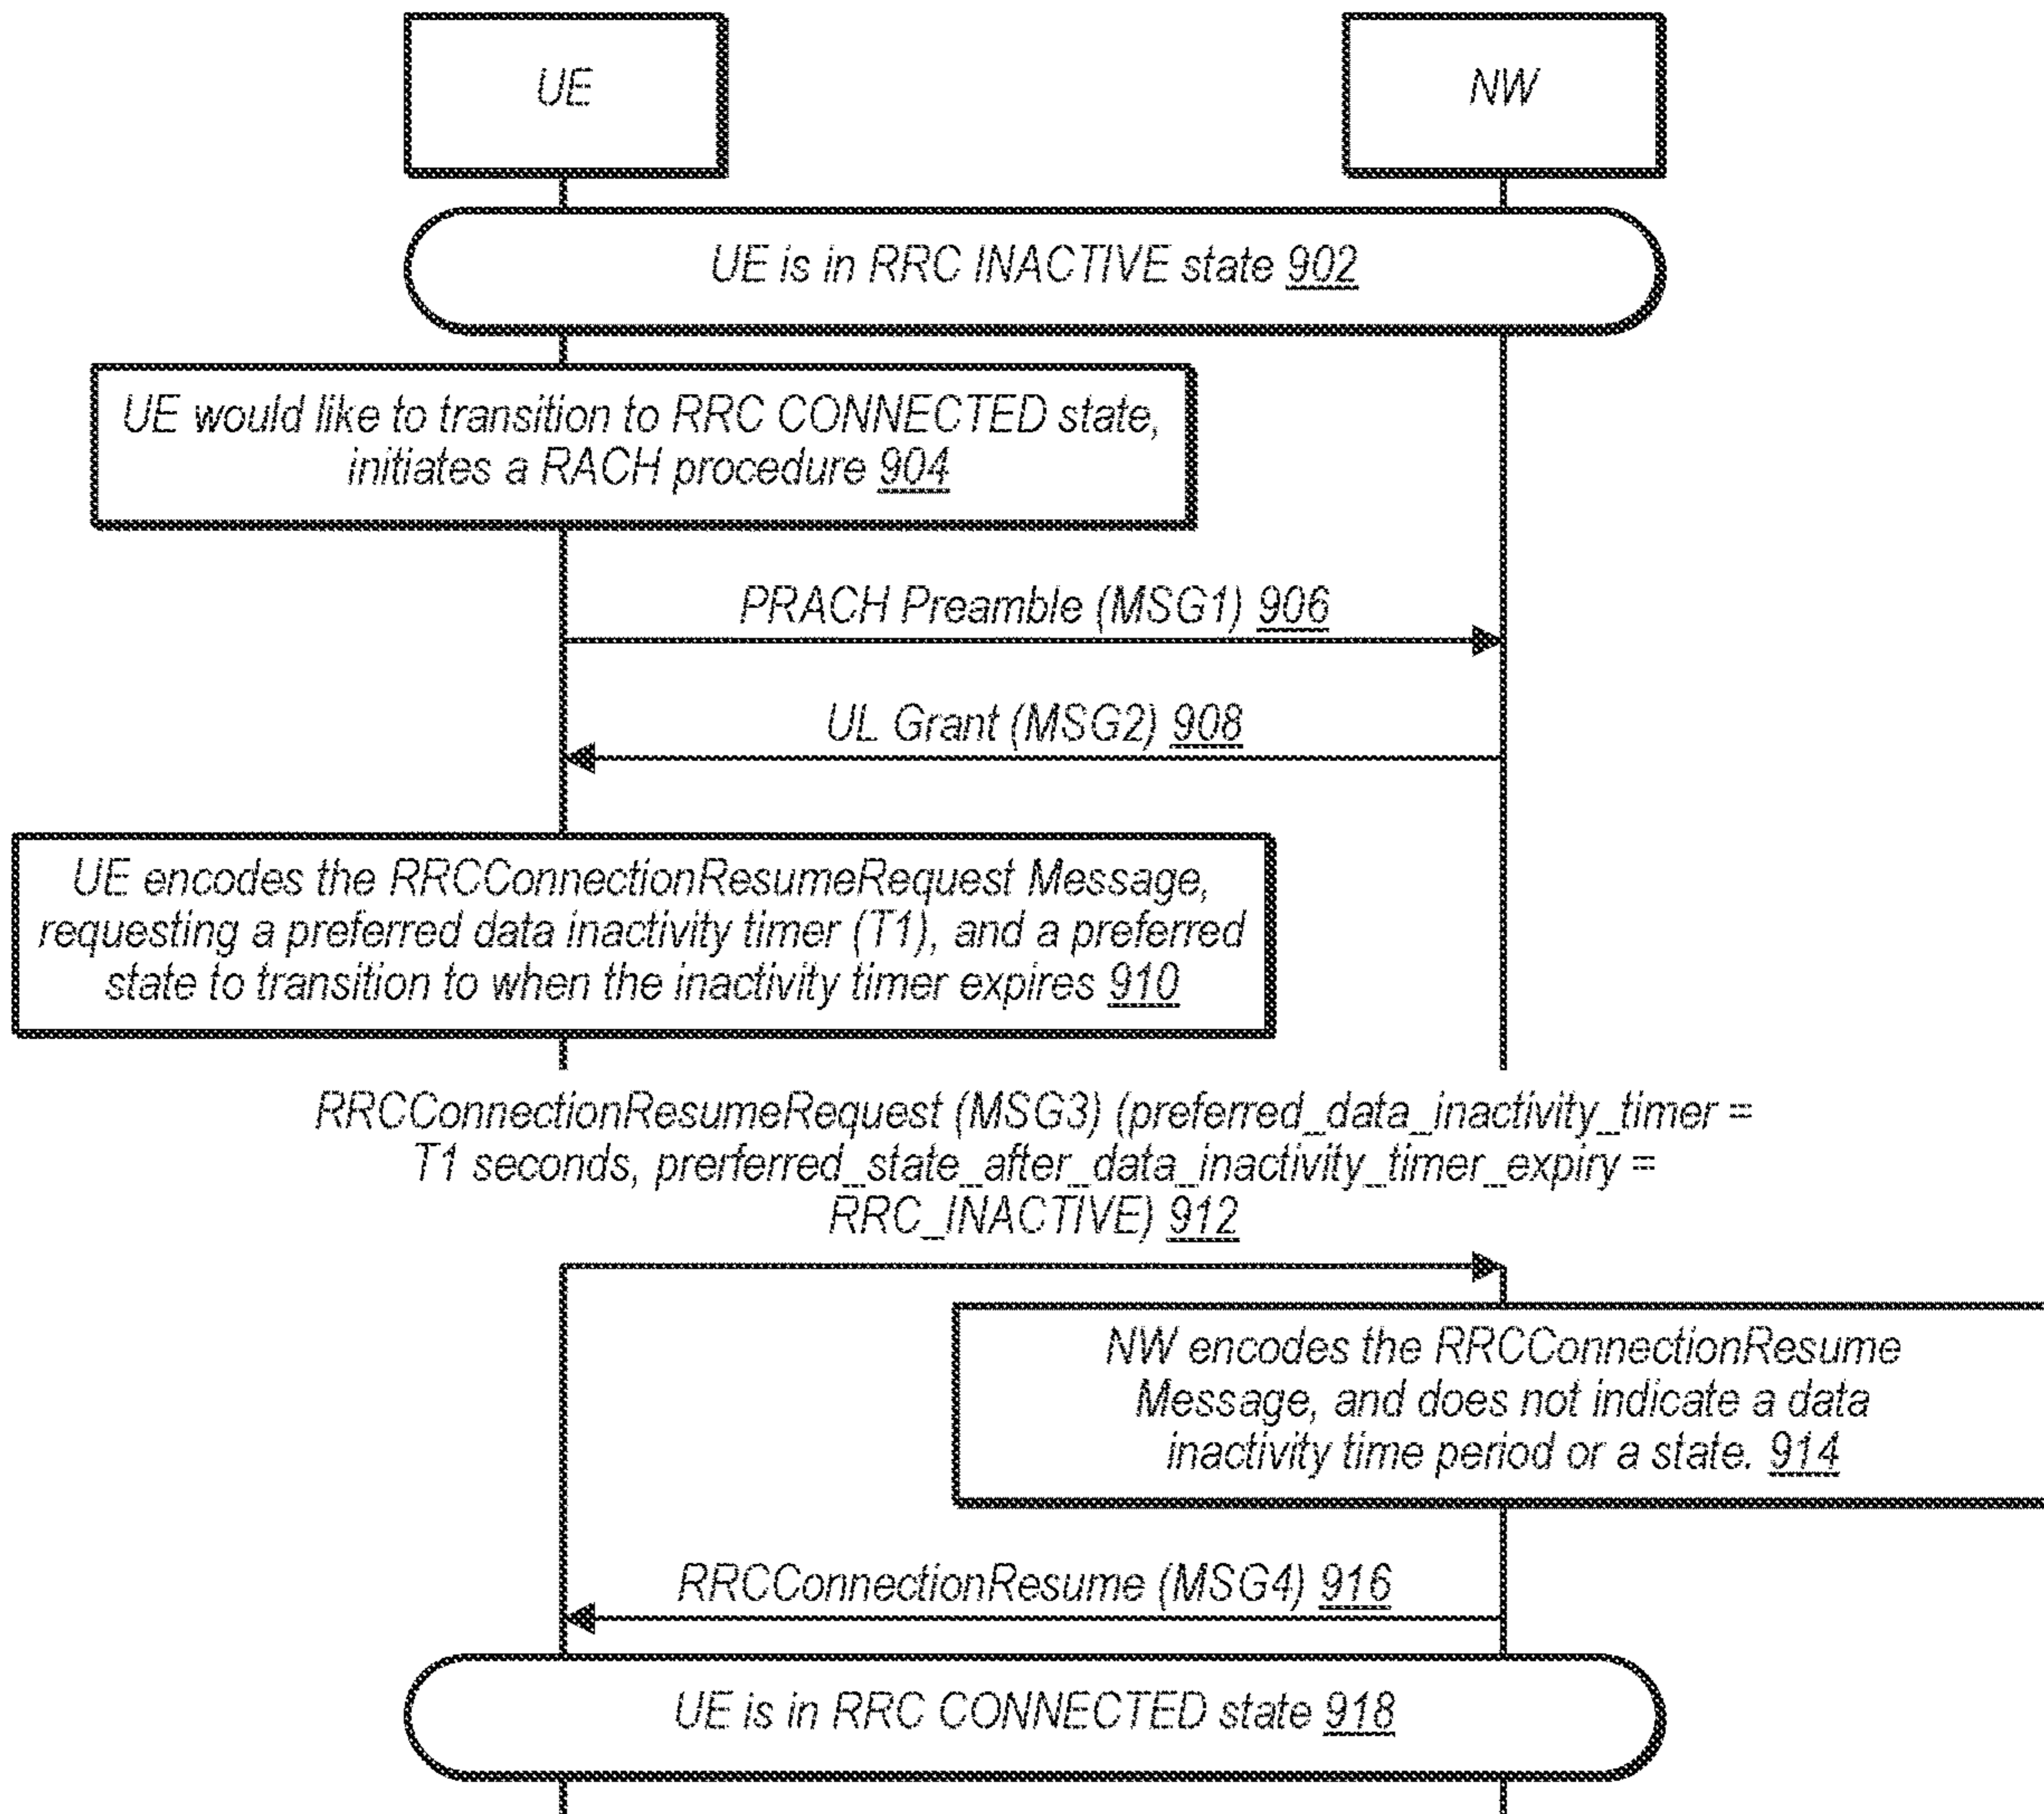 UE
NW
UE is in RRC INACTIVE state 902
UE would like to transition to RRC CONNECTED state,
initiates a RACH procedure 904
PRACH Preamble (MSG1) 906
UL Grant (MSG2) 908
UE encodes the RRCConnectionResumeRequest Message,
requesting a preferred data inactivity timer (T1), and a preferred
state to transition to when the inactivity timer expires 910
RRCConnectionResumeRequest (MSG3) (preferred_data_inactivity_timer =
T1 seconds, prerferred_state_after_data_inactivity_timer_expiry =
RRC_INACTIVE) 912
NW encodes the RRCConnectionResume
Message, and does not indicate a data
inactivity time period or a state. 914
RRCConnectionResume (MSG4) 916
UE is in RRC CONNECTED state 918